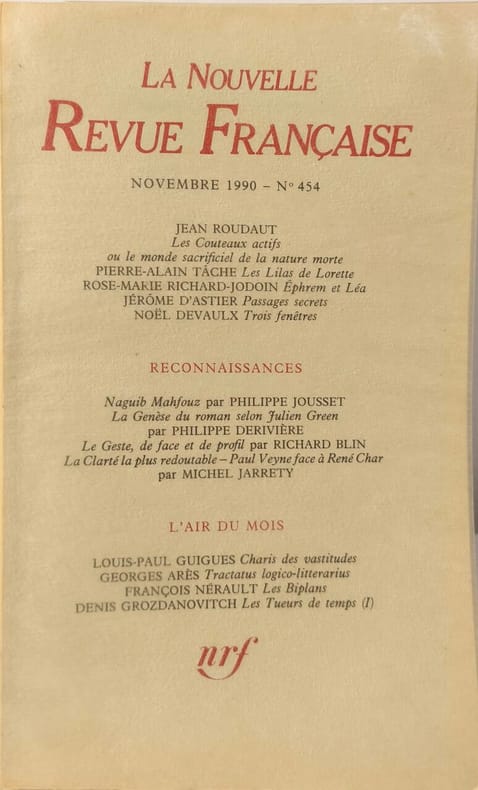 LA NOUVELLE
REVUE FRANÇAISE
NOVEMBRE 1990 – N° 454
JEAN ROUDAUT
Les Couteaux actifs
ou le monde sacrificiel de la nature morte
PIERRE-ALAIN TÂCHE Les Lilas de Lorette
ROSE-MARIE RICHARD-JODOIN Éphrem et Léa
JÉRÔME D'ASTIER Passages secrets
NOËL DEVAULX Trois fenêtres
RECONNAISSANCES
Naguib Mahfouz par PHILIPPE JOUSSET
La Genèse du roman selon Julien Green
par PHILIPPE DERIVIÈRE
Le Geste, de face et de profil par RICHARD BLIN
La Clarté la plus redoutable – Paul Veyne face à René Char
par MICHEL JARRETY
L'AIR DU MOIS
LOUIS-PAUL GUIGUES Charis des vastitudes
GEORGES ARÈS Tractatus logico-litterarius
FRANÇOIS NÉRAULT Les Biplans
DENIS GROZDANOVITCH Les Tueurs de temps (I)
nrf